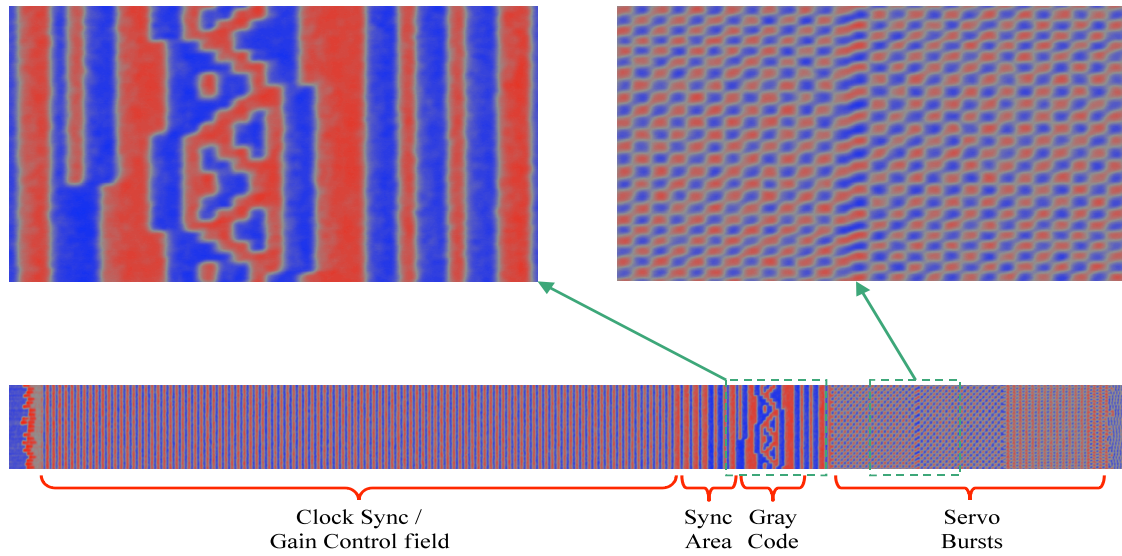 Clock Sync /
Gain Control field
Sync
Area
Gray
Code
Servo
Bursts